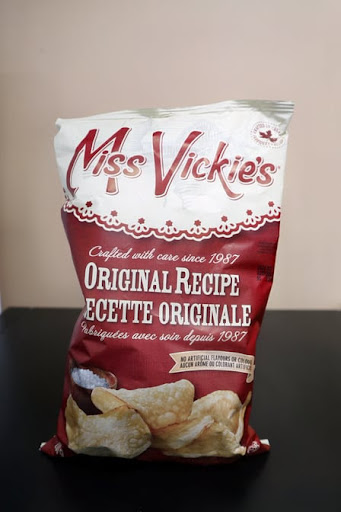 Miss Vickie's
Crafted with care since 1987
ORIGINAL RECIPE
ECETTE ORIGINALE
Fabriquées avec soin depuis 1987
NO ARTIFICIAL FLAVOURS OR COLOURS
AUCUN ARÔME OU COLORANT ARTIFICIEL